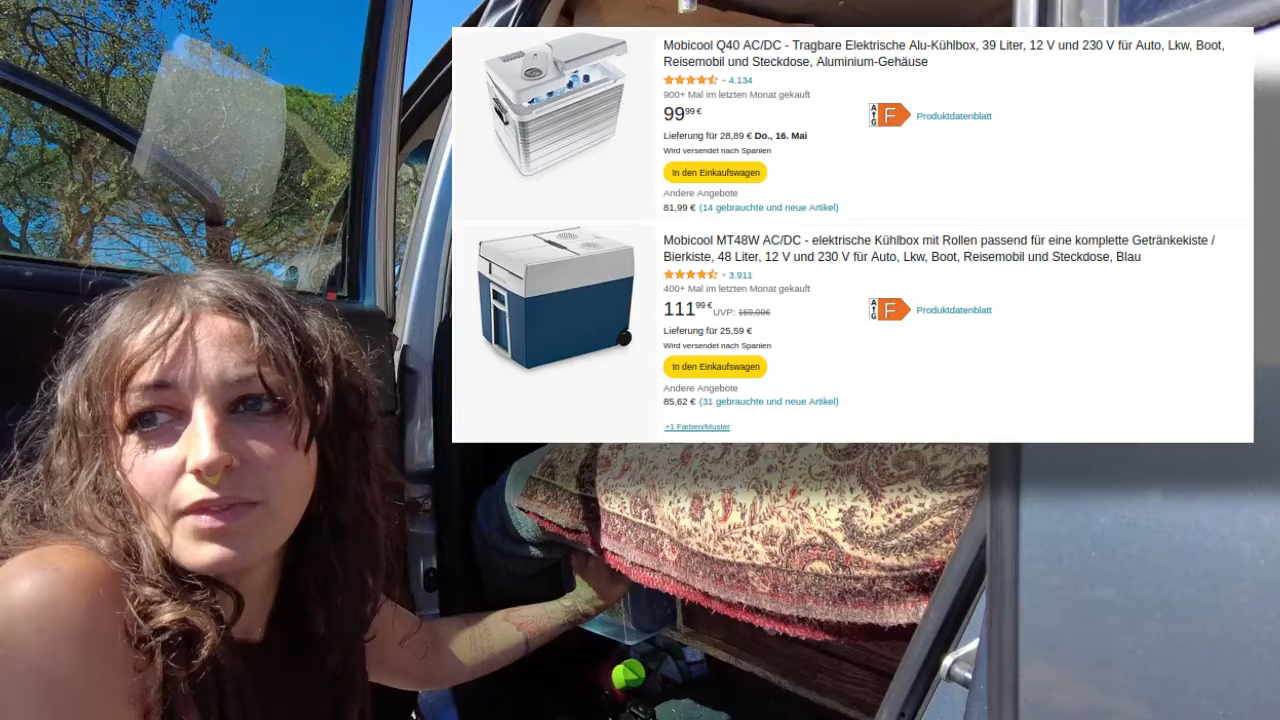 Mobicool Q40 AC/DC - Tragbare Elektrische Alu-Kühlbox, 39 Liter, 12 V und 230 V für Auto, Lkw, Boot,
Reisemobil und Steckdose, Aluminium-Gehäuse
4.134
900+ Mal im letzten Monat gekauft
99⁹⁹ €
A
G
F
Produktdatenblatt
Lieferung für 28,89 € Do., 16. Mai
Wird versendet nach Spanien
In den Einkaufswagen
Andere Angebote
81,99 € (14 gebrauchte und neue Artikel)
Mobicool MT48W AC/DC - elektrische Kühlbox mit Rollen passend für eine komplette Getränkekiste /
Bierkiste, 48 Liter, 12 V und 230 V für Auto, Lkw, Boot, Reisemobil und Steckdose, Blau
3.911
400+ Mal im letzten Monat gekauft
111⁹⁹ € UVP: 159,00€
A
G
F
Produktdatenblatt
Lieferung für 25,59 €
Wird versendet nach Spanien
In den Einkaufswagen
Andere Angebote
85,62 € (31 gebrauchte und neue Artikel)
+1 Farben/Muster